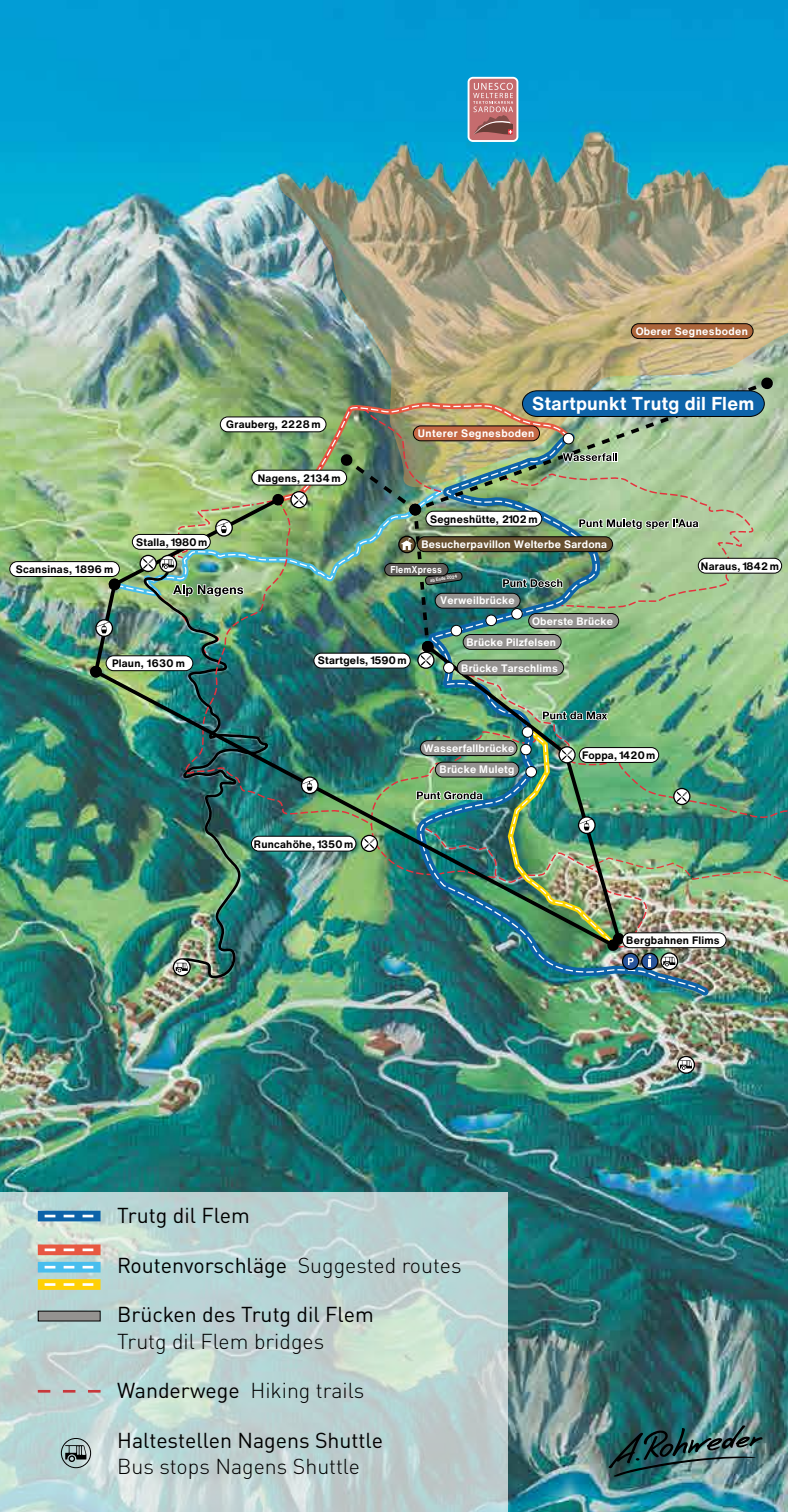 UNESCO
WELTERBE
TEKTONIKARENA
SARDONA
Oberer Segnesboden
Startpunkt Trutg dil Flem
Grauberg, 2228 m
Unterer Segnesboden
Wasserfall
Nagens, 2134 m
Segneshütte, 2102 m
Punt Muletg sper l'Aua
Stalla, 1980 m
Besucherpavillon Welterbe Sardona
Scansinas, 1896 m
FlemXpress
ab Ende 2024
Naraus, 1842 m
Alp Nagens
Punt Desch
Verweilbrücke
Oberste Brücke
Brücke Pilzfelsen
Plaun, 1630 m
Startgels, 1590 m
Brücke Tarschlims
Punt da Max
Wasserfallbrücke
Foppa, 1420 m
Brücke Muletg
Punt Gronda
Runcahöhe, 1350 m
Bergbahnen Flims
P i
Trutg dil Flem
Routenvorschläge Suggested routes
Brücken des Trutg dil Flem
Trutg dil Flem bridges
Wanderwege Hiking trails
Haltestellen Nagens Shuttle
Bus stops Nagens Shuttle
A. Rohweder